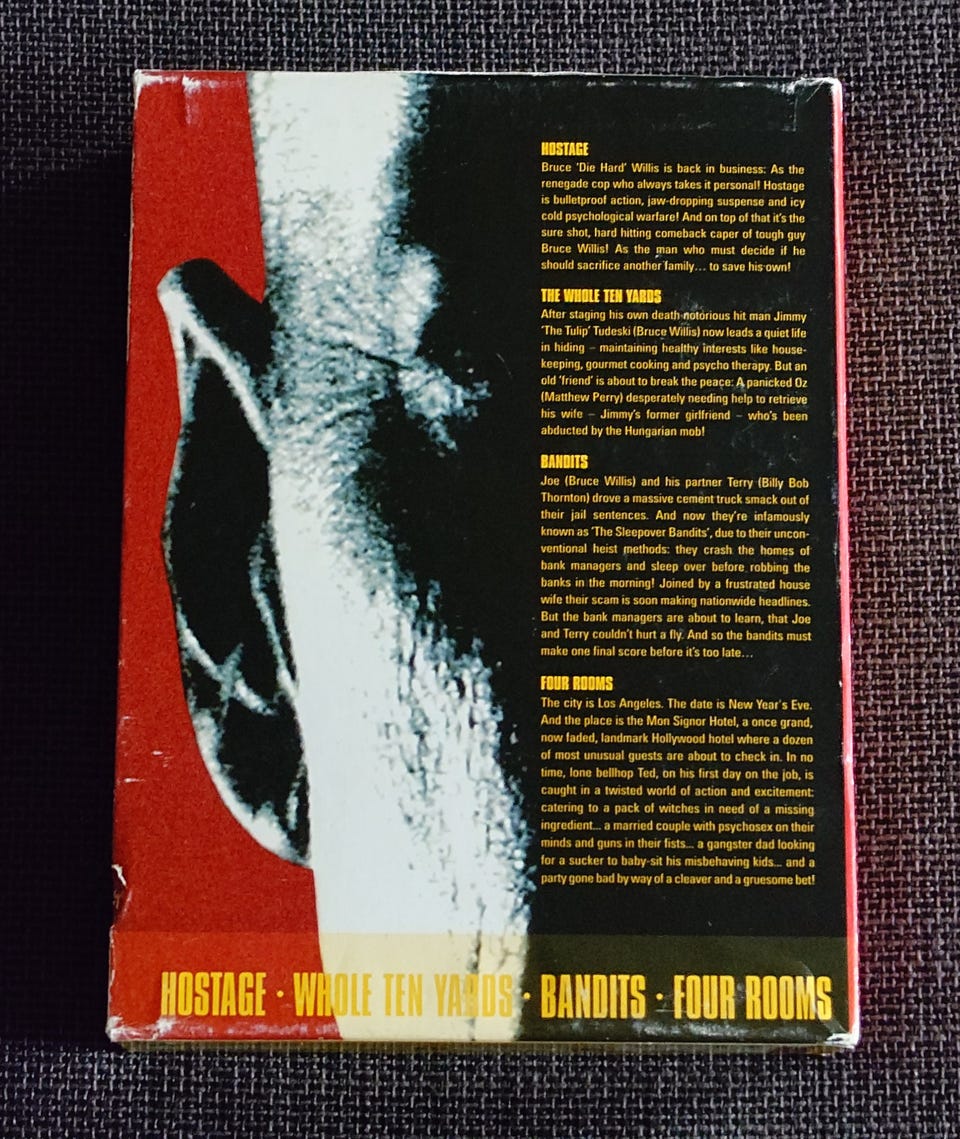 HOSTAGE
Bruce 'Die Hard' Willis is back in business: As the
renegade cop who always takes it personal! Hostage
is bulletproof action, jaw-dropping suspense and icy
cold psychological warfare! And on top of that it's the
sure shot, hard hitting comeback caper of tough guy
Bruce Willis! As the man who must decide if he
should sacrifice another family... to save his own!
THE WHOLE TEN YARDS
After staging his own death notorious hit man Jimmy
'The Tulip' Tudeski (Bruce Willis) now leads a quiet life
in hiding – maintaining healthy interests like house-
keeping, gourmet cooking and psycho therapy. But an
old 'friend' is about to break the peace: A panicked Oz
(Matthew Perry) desperately needing help to retrieve
his wife – Jimmy's former girlfriend – who's been
abducted by the Hungarian mob!
BANDITS
Joe (Bruce Willis) and his partner Terry (Billy Bob
Thornton) drove a massive cement truck smack out of
their jail sentences. And now they're infamously
known as 'The Sleepover Bandits', due to their uncon-
ventional heist methods: they crash the homes of
bank managers and sleep over before robbing the
banks in the morning! Joined by a frustrated house
wife their scam is soon making nationwide headlines.
But the bank managers are about to learn, that Joe
and Terry couldn't hurt a fly. And so the bandits must
make one final score before it's too late...
FOUR ROOMS
The city is Los Angeles. The date is New Year's Eve.
And the place is the Mon Signor Hotel, a once grand,
now faded, landmark Hollywood hotel where a dozen
of most unusual guests are about to check in. In no
time, lone bellhop Ted, on his first day on the job, is
caught in a twisted world of action and excitement:
catering to a pack of witches in need of a missing
ingredient... a married couple with psychosex on their
minds and guns in their fists... a gangster dad looking
for a sucker to baby-sit his misbehaving kids... and a
party gone bad by way of a cleaver and a gruesome bet!
HOSTAGE · WHOLE TEN YARDS · BANDITS · FOUR ROOMS